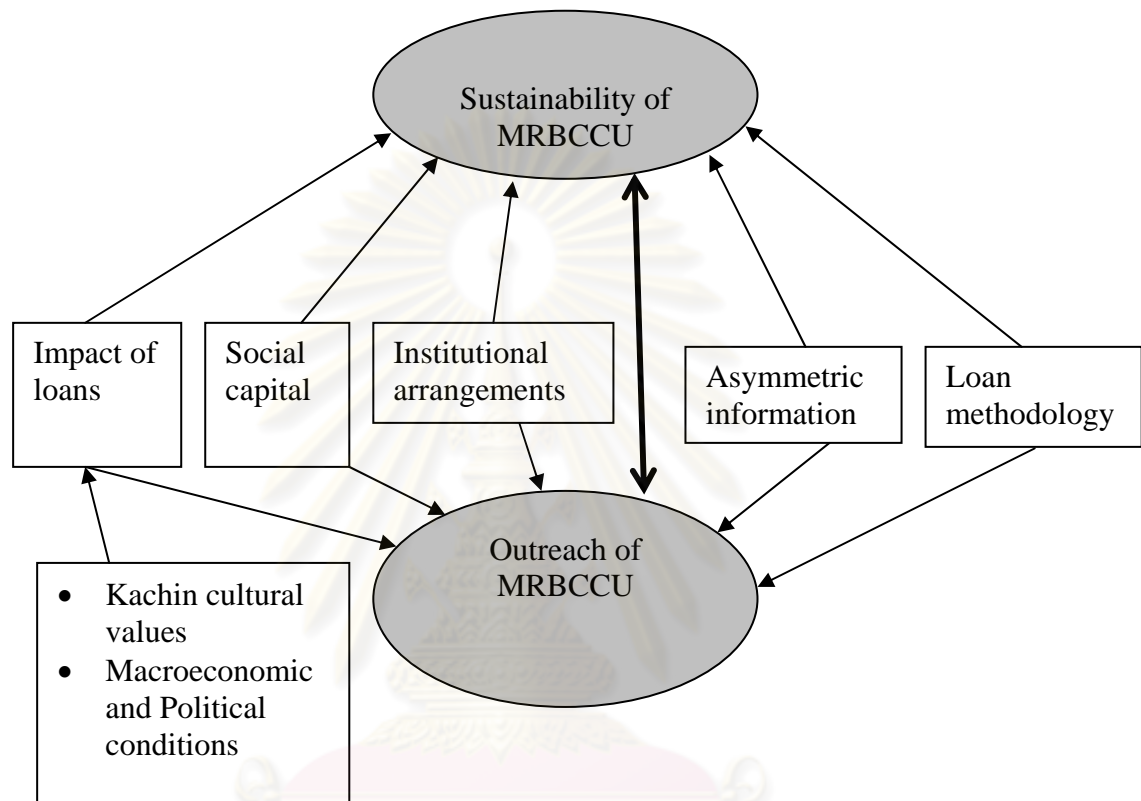 Sustainability of
MRBCCU
Impact of
loans
Social
capital
Institutional
arrangements
Asymmetric
information
Loan
methodology
Outreach of
MRBCCU
• Kachin cultural
values
• Macroeconomic
and Political
conditions